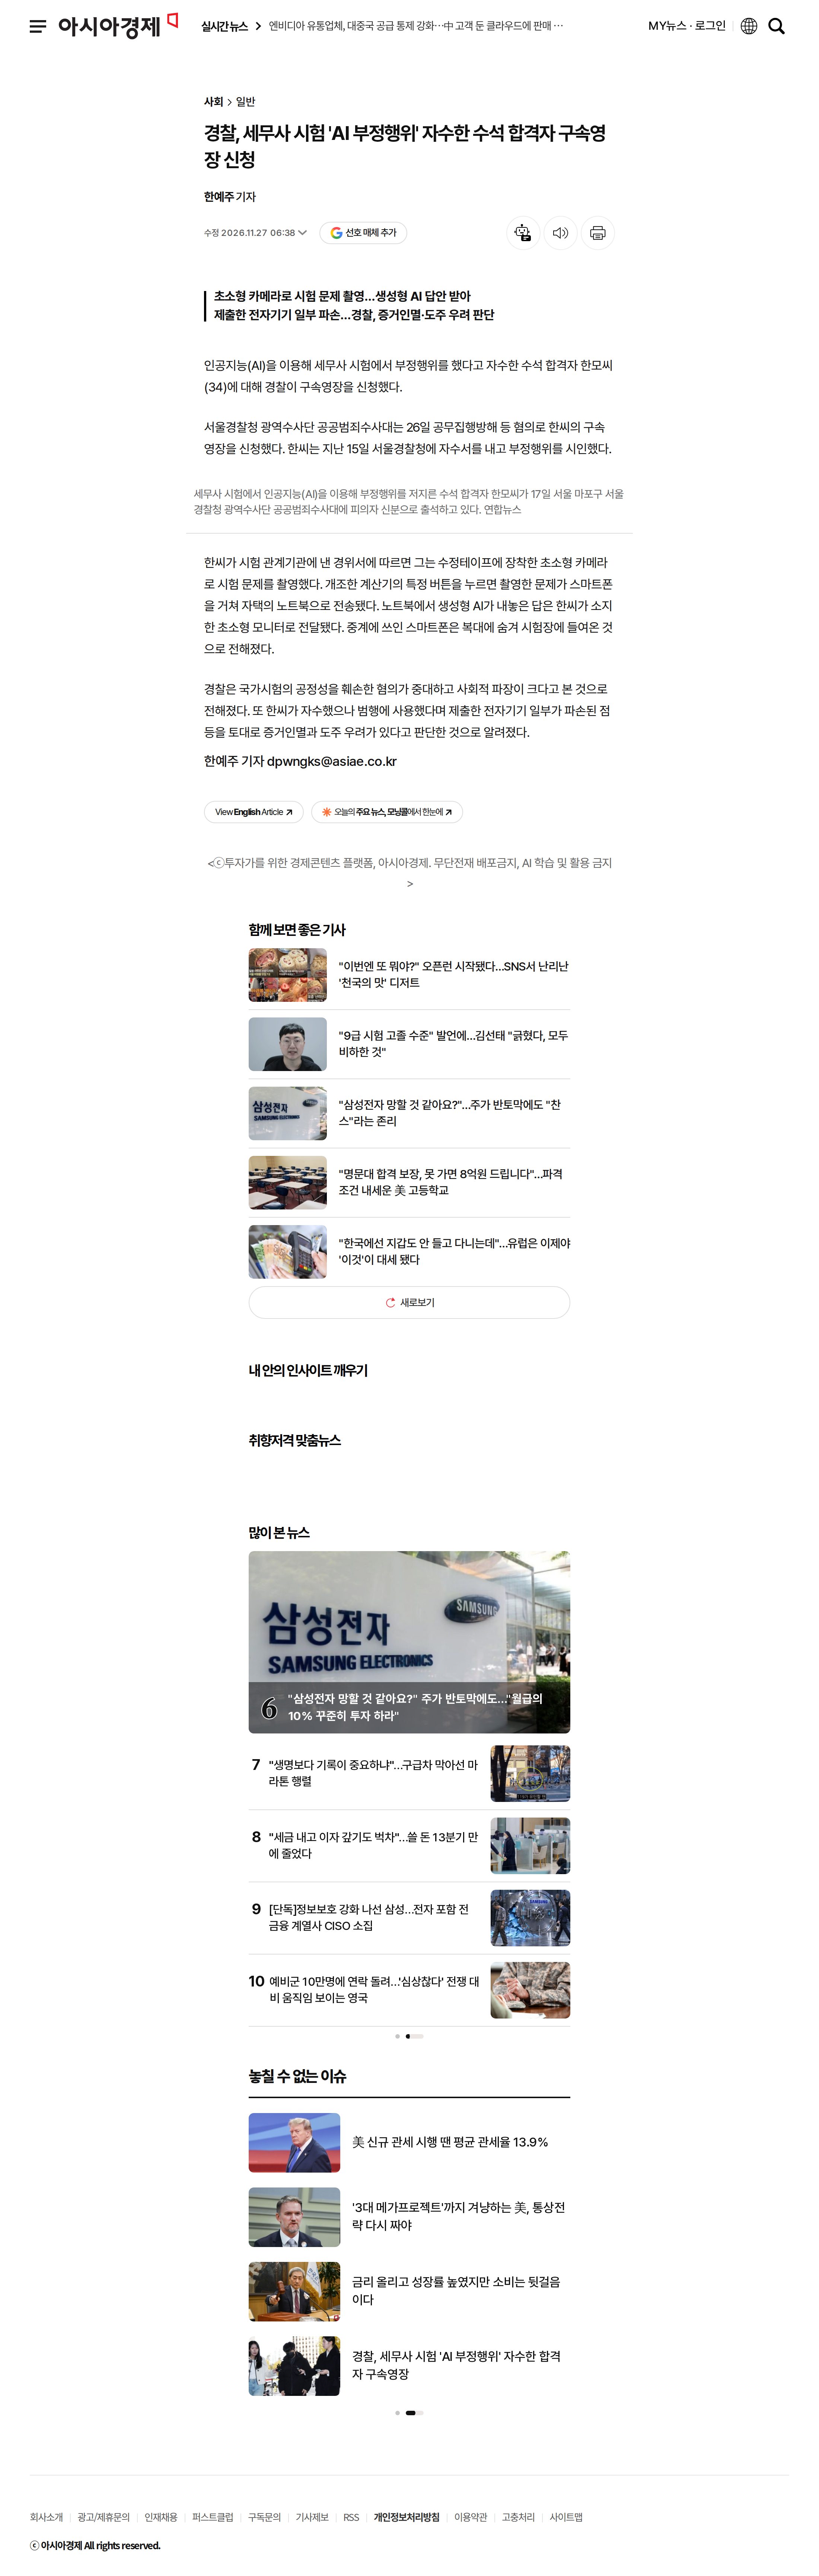 아시아경제
실시간 뉴스
엔비디아 유통업체, 대중국 공급 통제 강화…中 고객 둔 클라우드에 판매 …
MY뉴스 · 로그인
사회 > 일반
경찰, 세무사 시험 'AI 부정행위' 자수한 수석 합격자 구속영
장 신청
한예주 기자
수정 2026.11.27 06:38
선호 매체 추가
초소형 카메라로 시험 문제 촬영…생성형 AI 답안 받아
제출한 전자기기 일부 파손…경찰, 증거인멸·도주 우려 판단
인공지능(AI)을 이용해 세무사 시험에서 부정행위를 했다고 자수한 수석 합격자 한모씨
(34)에 대해 경찰이 구속영장을 신청했다.
서울경찰청 광역수사단 공공범죄수사대는 26일 공무집행방해 등 혐의로 한씨의 구속
영장을 신청했다. 한씨는 지난 15일 서울경찰청에 자수서를 내고 부정행위를 시인했다.
세무사 시험에서 인공지능(AI)을 이용해 부정행위를 저지른 수석 합격자 한모씨가 17일 서울 마포구 서울
경찰청 광역수사단 공공범죄수사대에 피의자 신분으로 출석하고 있다. 연합뉴스
한씨가 시험 관계기관에 낸 경위서에 따르면 그는 수정테이프에 장착한 초소형 카메라
로 시험 문제를 촬영했다. 개조한 계산기의 특정 버튼을 누르면 촬영한 문제가 스마트폰
을 거쳐 자택의 노트북으로 전송됐다. 노트북에서 생성형 AI가 내놓은 답은 한씨가 소지
한 초소형 모니터로 전달됐다. 중계에 쓰인 스마트폰은 복대에 숨겨 시험장에 들여온 것
으로 전해졌다.
경찰은 국가시험의 공정성을 훼손한 혐의가 중대하고 사회적 파장이 크다고 본 것으로
전해졌다. 또 한씨가 자수했으나 범행에 사용했다며 제출한 전자기기 일부가 파손된 점
등을 토대로 증거인멸과 도주 우려가 있다고 판단한 것으로 알려졌다.
한예주 기자 dpwngks@asiae.co.kr
View English Article
오늘의 주요 뉴스, 모닝콜에서 한눈에
<ⓒ투자가를 위한 경제콘텐츠 플랫폼, 아시아경제. 무단전재 배포금지, AI 학습 및 활용 금지
>
함께 보면 좋은 기사
"이번엔 또 뭐야?" 오픈런 시작됐다…SNS서 난리난
'천국의 맛' 디저트
"9급 시험 고졸 수준" 발언에…김선태 "긁혔다, 모두
비하한 것"
삼성전자
SAMSUNG ELECTRONICS
"삼성전자 망할 것 같아요?"…주가 반토막에도 "찬
스"라는 존리
"명문대 합격 보장, 못 가면 8억원 드립니다"…파격
조건 내세운 美 고등학교
"한국에선 지갑도 안 들고 다니는데"…유럽은 이제야
'이것'이 대세 됐다
새로보기
내 안의 인사이트 깨우기
취향저격 맞춤뉴스
많이 본 뉴스
SAMSUNG
삼성전자
SAMSUNG ELECTRONICS
6
"삼성전자 망할 것 같아요?" 주가 반토막에도…"월급의
10% 꾸준히 투자 하라"
7
"생명보다 기록이 중요하냐"…구급차 막아선 마
라톤 행렬
8
"세금 내고 이자 갚기도 벅차"…쓸 돈 13분기 만
에 줄었다
9
[단독]정보보호 강화 나선 삼성…전자 포함 전
금융 계열사 CISO 소집
10
예비군 10만명에 연락 돌려…'심상찮다' 전쟁 대
비 움직임 보이는 영국
놓칠 수 없는 이슈
美 신규 관세 시행 땐 평균 관세율 13.9%
'3대 메가프로젝트'까지 겨냥하는 美, 통상전
략 다시 짜야
금리 올리고 성장률 높였지만 소비는 뒷걸음
이다
경찰, 세무사 시험 'AI 부정행위' 자수한 합격
자 구속영장
회사소개
광고/제휴문의
인재채용
퍼스트클럽
구독문의
기사제보
RSS
개인정보처리방침
이용약관
고충처리
사이트맵
ⓒ 아시아경제 All rights reserved.